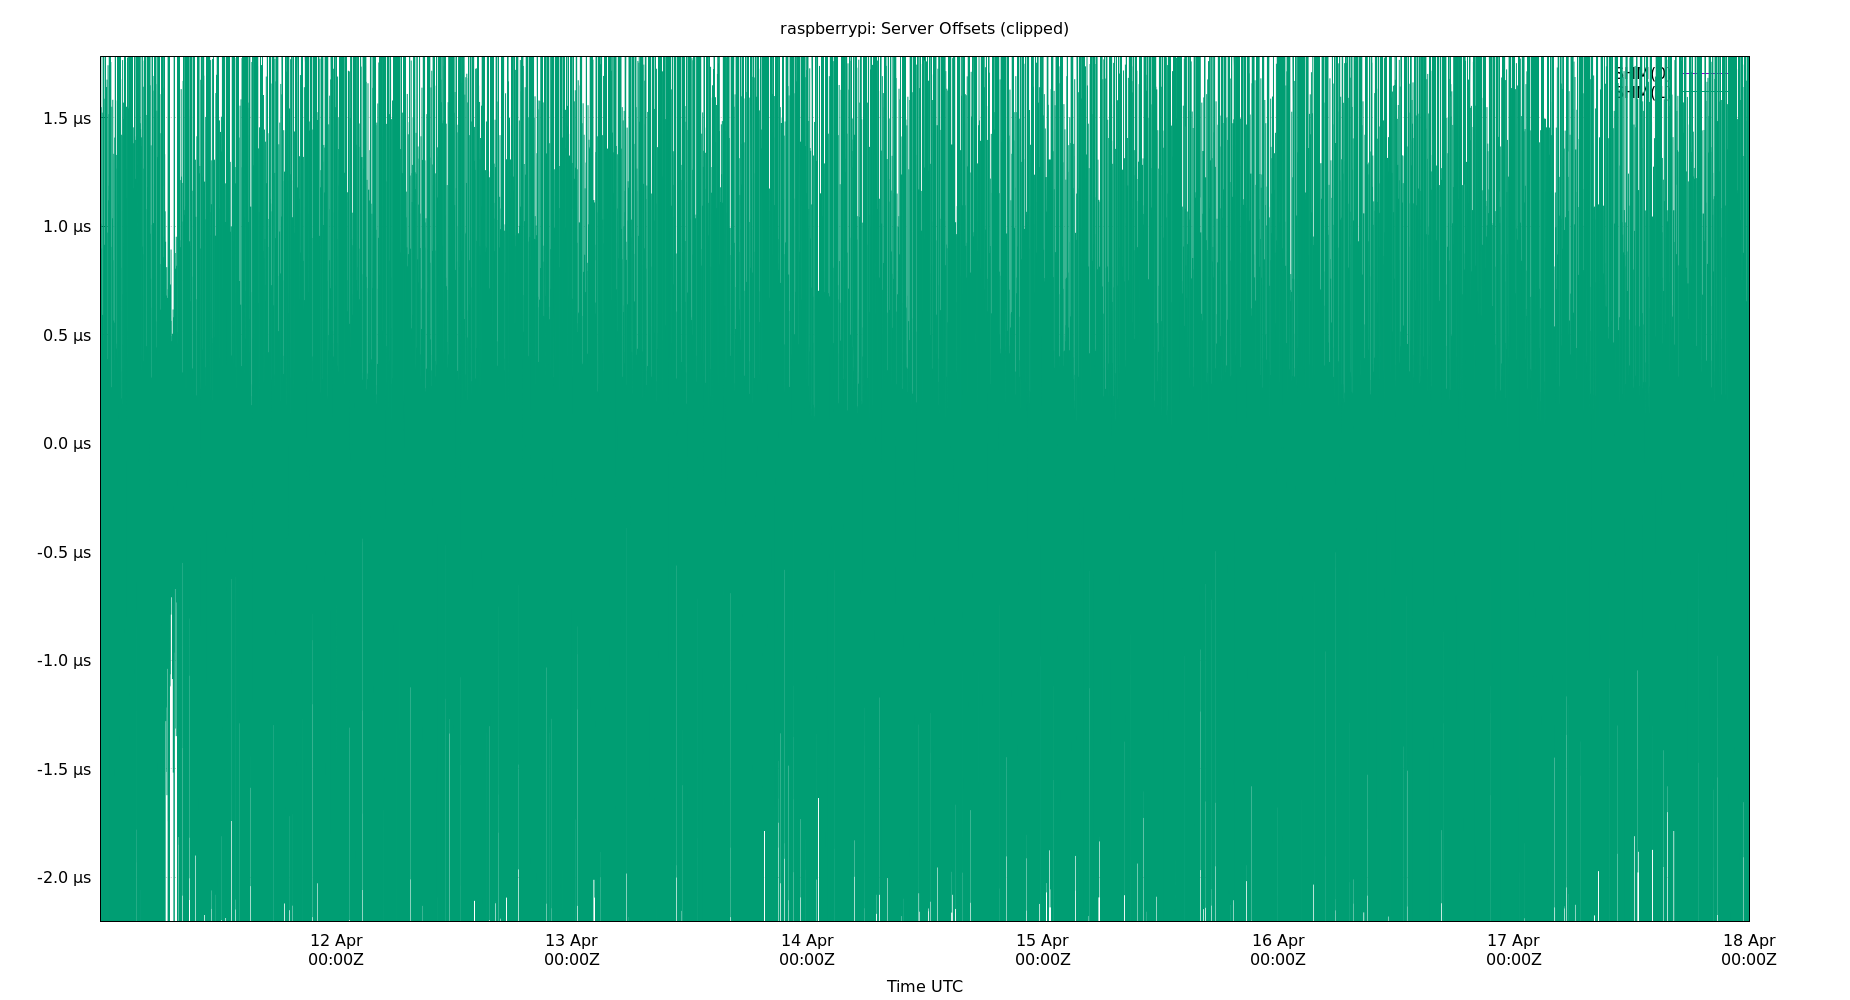 raspberrypi: Server Offsets (clipped)
SHM(0)
1.5 µs
1.0 µs
0.5 µs
0.0 µs
-0.5 µs
-1.0 µs
-1.5 µs
-2.0 µs
12 Apr 13 Apr 14 Apr 15 Apr 16 Apr 17 Apr 18 Apr
00:00Z 00:00Z 00:00Z 00:00Z 00:00Z 00:00Z 00:00Z
Time UTC